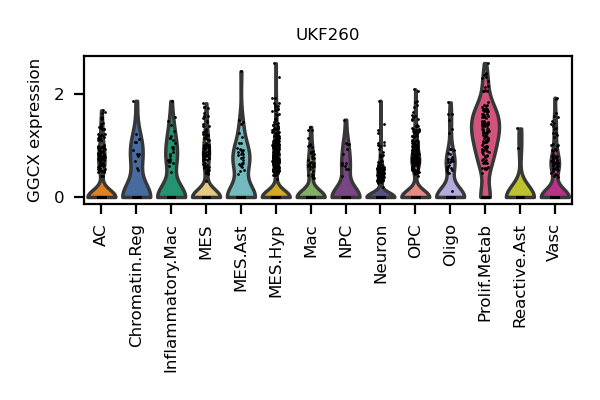 UKF260
GGCX expression
2
0
AC
Chromatin.Reg
Inflammatory.Mac
MES
MES.Ast
MES.Hyp
Mac
NPC
Neuron
OPC
Oligo
Prolif.Metab
Reactive.Ast
Vasc